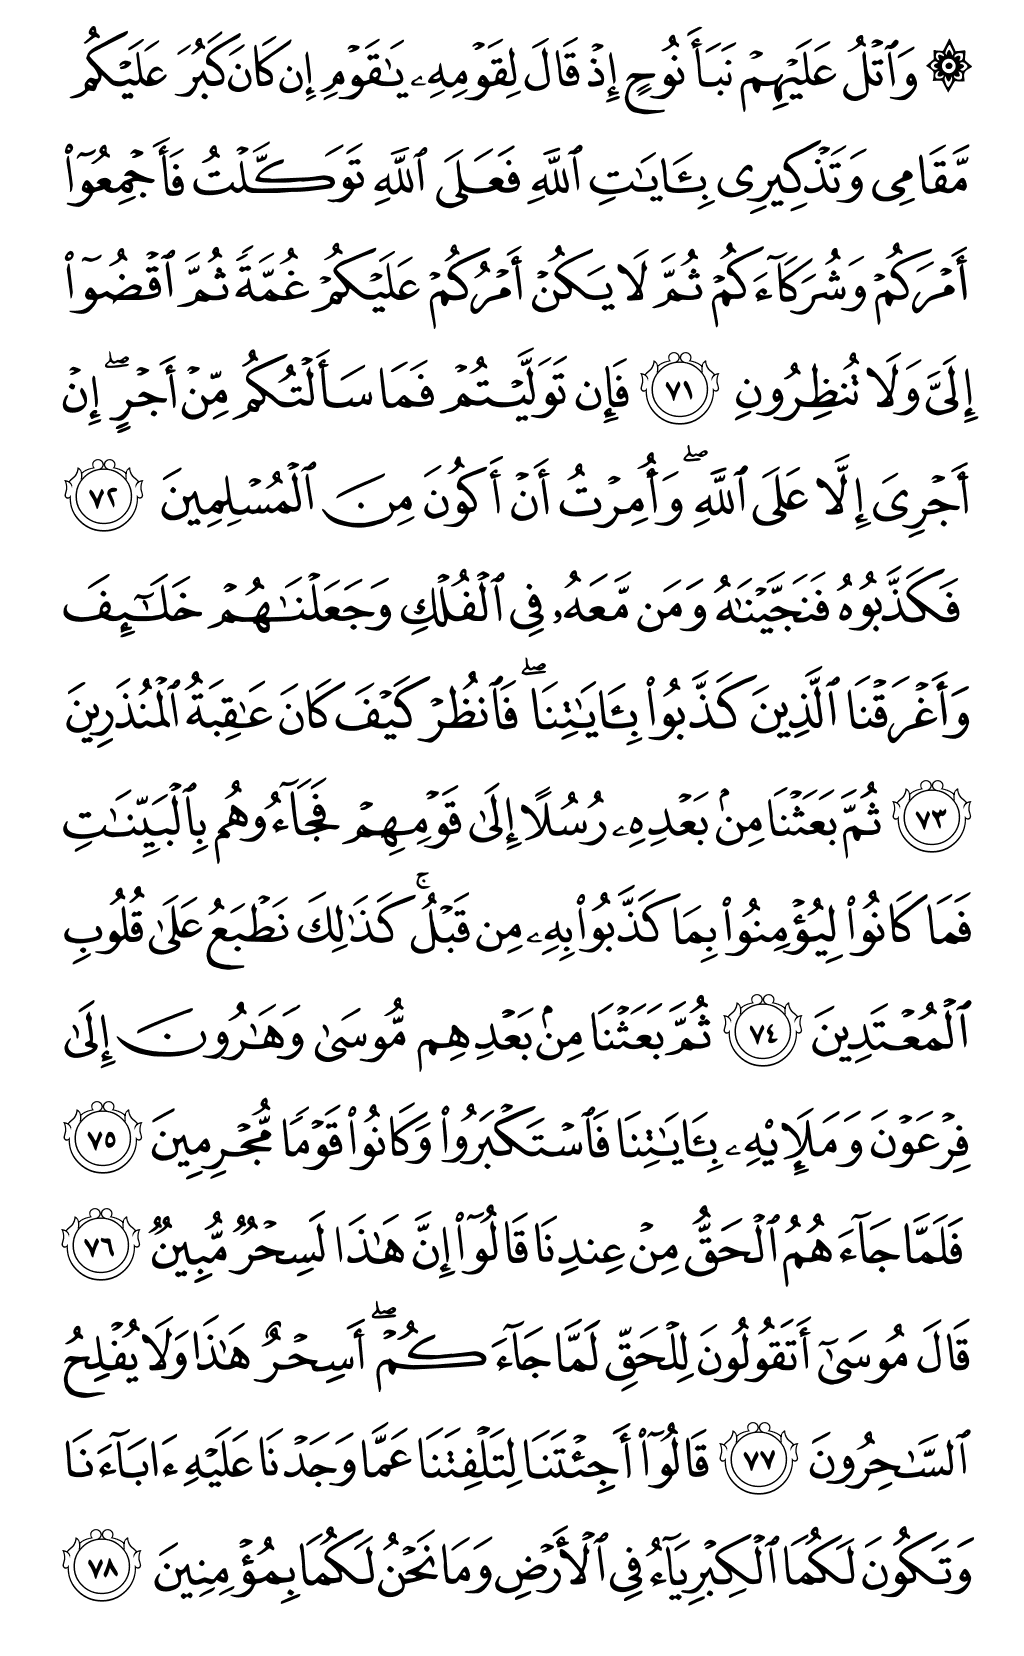 ۞ وَٱتۡلُ عَلَيۡهِمۡ نَبَأَ نُوحٍ إِذۡ قَالَ لِقَوۡمِهِۦ يَٰقَوۡمِ إِن كَانَ كَبُرَ عَلَيۡكُم
مَّقَامِي وَتَذۡكِيرِي بِـَٔايَٰتِ ٱللَّهِ فَعَلَى ٱللَّهِ تَوَكَّلۡتُ فَأَجۡمِعُوٓاْ
أَمۡرَكُمۡ وَشُرَكَآءَكُمۡ ثُمَّ لَا يَكُنۡ أَمۡرُكُمۡ عَلَيۡكُمۡ غُمَّةٗ ثُمَّ ٱقۡضُوٓاْ
إِلَيَّ وَلَا تُنظِرُونِ ٧١ فَإِن تَوَلَّيۡتُمۡ فَمَا سَأَلۡتُكُم مِّنۡ أَجۡرٍۖ إِنۡ
أَجۡرِيَ إِلَّا عَلَى ٱللَّهِۖ وَأُمِرۡتُ أَنۡ أَكُونَ مِنَ ٱلۡمُسۡلِمِينَ ٧٢
فَكَذَّبُوهُ فَنَجَّيۡنَٰهُ وَمَن مَّعَهُۥ فِي ٱلۡفُلۡكِ وَجَعَلۡنَٰهُمۡ خَلَٰٓئِفَ
وَأَغۡرَقۡنَا ٱلَّذِينَ كَذَّبُواْ بِـَٔايَٰتِنَاۖ فَٱنظُرۡ كَيۡفَ كَانَ عَٰقِبَةُ ٱلۡمُنذَرِينَ
٧٣ ثُمَّ بَعَثۡنَا مِنۢ بَعۡدِهِۦ رُسُلًا إِلَىٰ قَوۡمِهِمۡ فَجَآءُوهُم بِٱلۡبَيِّنَٰتِ
فَمَا كَانُواْ لِيُؤۡمِنُواْ بِمَا كَذَّبُواْ بِهِۦ مِن قَبۡلُۚ كَذَٰلِكَ نَطۡبَعُ عَلَىٰ قُلُوبِ
ٱلۡمُعۡتَدِينَ ٧٤ ثُمَّ بَعَثۡنَا مِنۢ بَعۡدِهِم مُّوسَىٰ وَهَٰرُونَ إِلَىٰ
فِرۡعَوۡنَ وَمَلَإِيْهِۦ بِـَٔايَٰتِنَا فَٱسۡتَكۡبَرُواْ وَكَانُواْ قَوۡمٗا مُّجۡرِمِينَ ٧٥
فَلَمَّا جَآءَهُمُ ٱلۡحَقُّ مِنۡ عِندِنَا قَالُوٓاْ إِنَّ هَٰذَا لَسِحۡرٞ مُّبِينٞ ٧٦
قَالَ مُوسَىٰٓ أَتَقُولُونَ لِلۡحَقِّ لَمَّا جَآءَكُمۡۖ أَسِحۡرٌ هَٰذَا وَلَا يُفۡلِحُ
ٱلسَّٰحِرُونَ ٧٧ قَالُوٓاْ أَجِئۡتَنَا لِتَلۡفِتَنَا عَمَّا وَجَدۡنَا عَلَيۡهِ ءَابَآءَنَا
وَتَكُونَ لَكُمَا ٱلۡكِبۡرِيَآءُ فِي ٱلۡأَرۡضِ وَمَا نَحۡنُ لَكُمَا بِمُؤۡمِنِينَ ٧٨